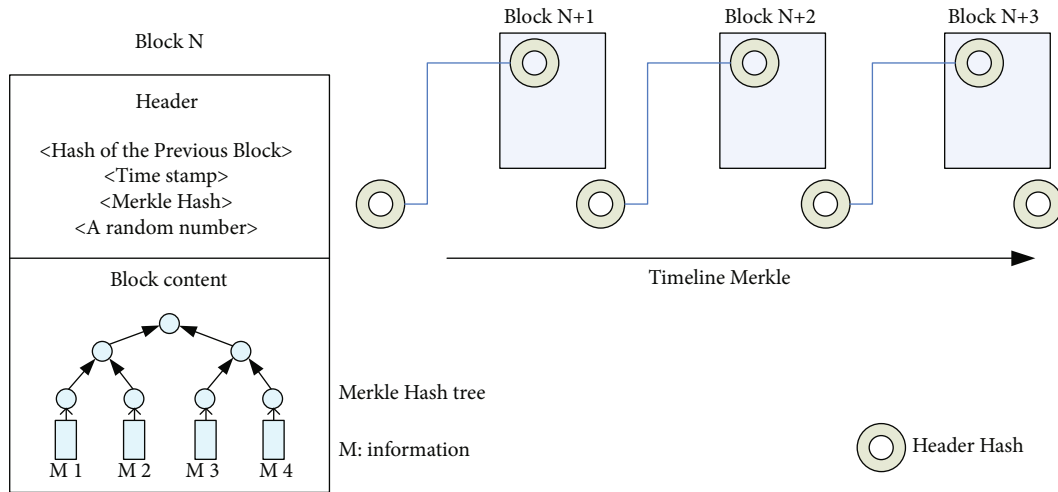 Block N
Header
<Hash of the Previous Block>
<Time stamp>
<Merkle Hash>
<A random number>
Block content
M 1 M 2 M 3 M 4
Block N+1 Block N+2 Block N+3
Timeline Merkle
Merkle Hash tree
M: information
Header Hash